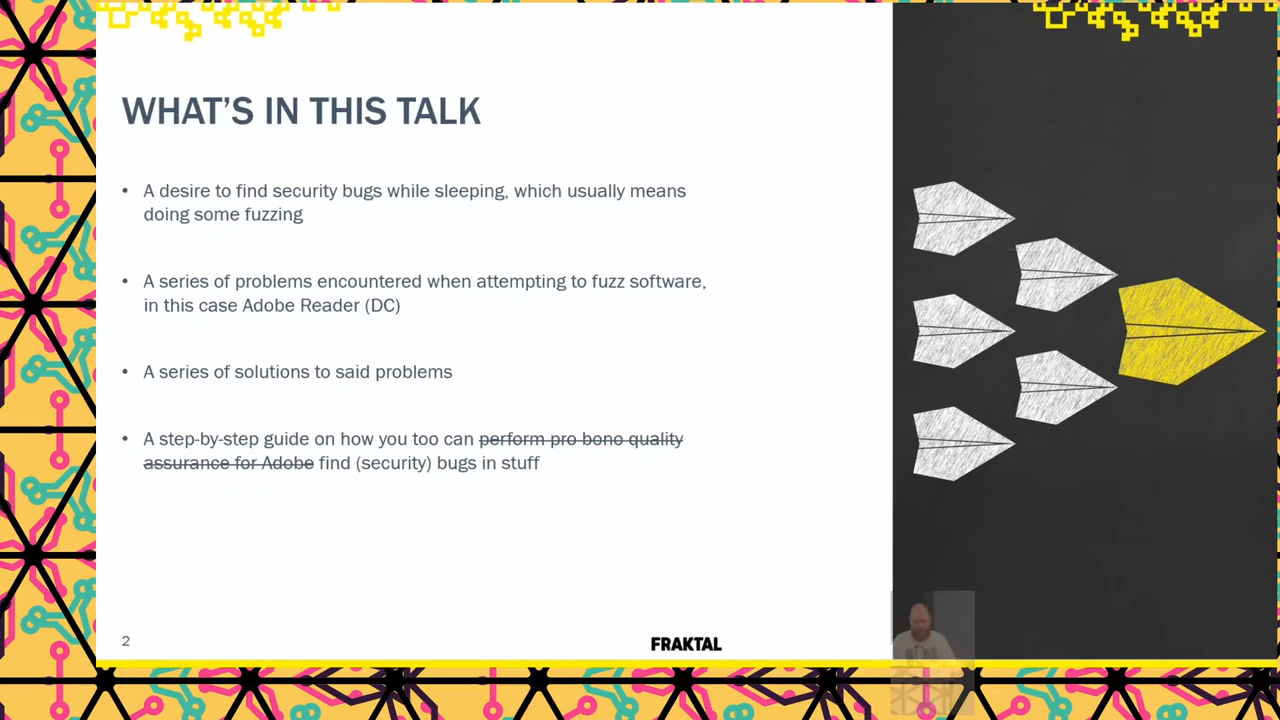 WHAT'S IN THIS TALK
• A desire to find security bugs while sleeping, which usually means
doing some fuzzing
• A series of problems encountered when attempting to fuzz software,
in this case Adobe Reader (DC)
• A series of solutions to said problems
• A step-by-step guide on how you too can perform pro bono quality
assurance for Adobe find (security) bugs in stuff
2
FRAKTAL